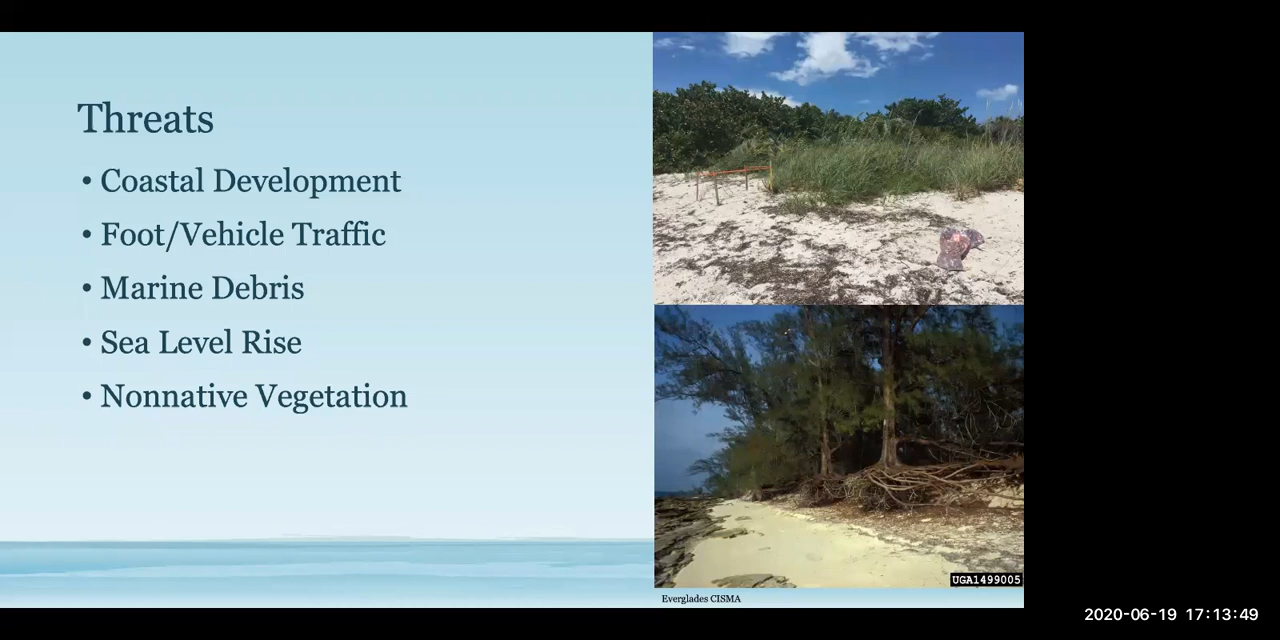 Threats
• Coastal Development
• Foot/Vehicle Traffic
• Marine Debris
• Sea Level Rise
• Nonnative Vegetation
UGA1499005
Everglades CISMA
2020-06-19 17:13:49